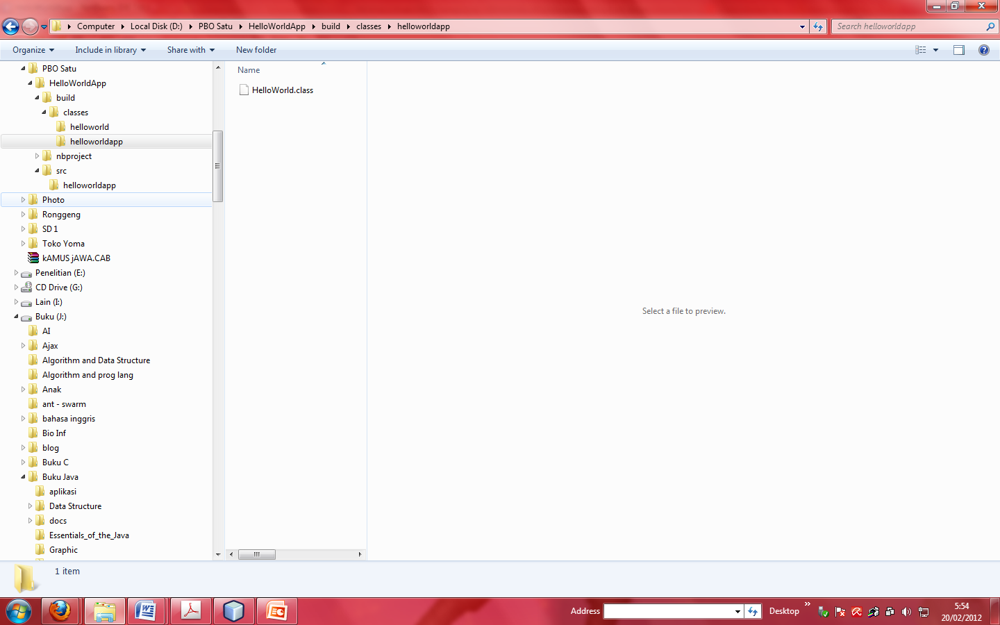 Computer Local Disk (D:) PBO Satu HelloWorldApp build classes helloworldapp
Search helloworldapp
Organize Include in library Share with New folder
PBO Satu
HelloWorldApp
build
classes
helloworld
helloworldapp
nbproject
src
helloworldapp
Photo
Ronggeng
SD 1
Toko Yoma
kAMUS jAWA.CAB
Penelitian (E:)
CD Drive (G:)
Lain (I:)
Buku (J:)
AI
Ajax
Algorithm and Data Structure
Algorithm and prog lang
Anak
ant - swarm
bahasa inggris
Bio Inf
blog
Buku C
Buku Java
aplikasi
Data Structure
docs
Essentials_of_the_Java
Graphic
Name
HelloWorld.class
Select a file to preview.
1 item
Address
Desktop
5:54
20/02/2012